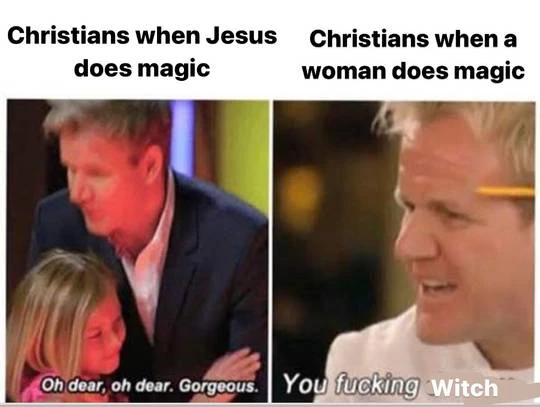 Christians when Jesus
does magic
Christians when a
woman does magic
Oh dear, oh dear. Gorgeous.
You fucking Witch